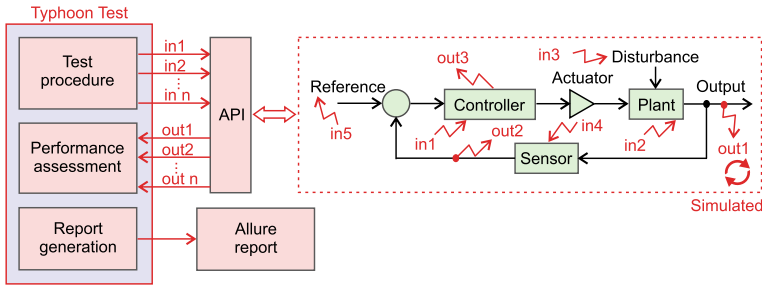 Typhoon Test
Test
procedure
in1
in2
in n
Performance
assessment
out1
out2
out n
Report
generation
API
Allure
report
in3
Disturbance
out3
Actuator
Reference
Output
Controller
Plant
in5
in1
out2
in4
in2
out1
Sensor
Simulated